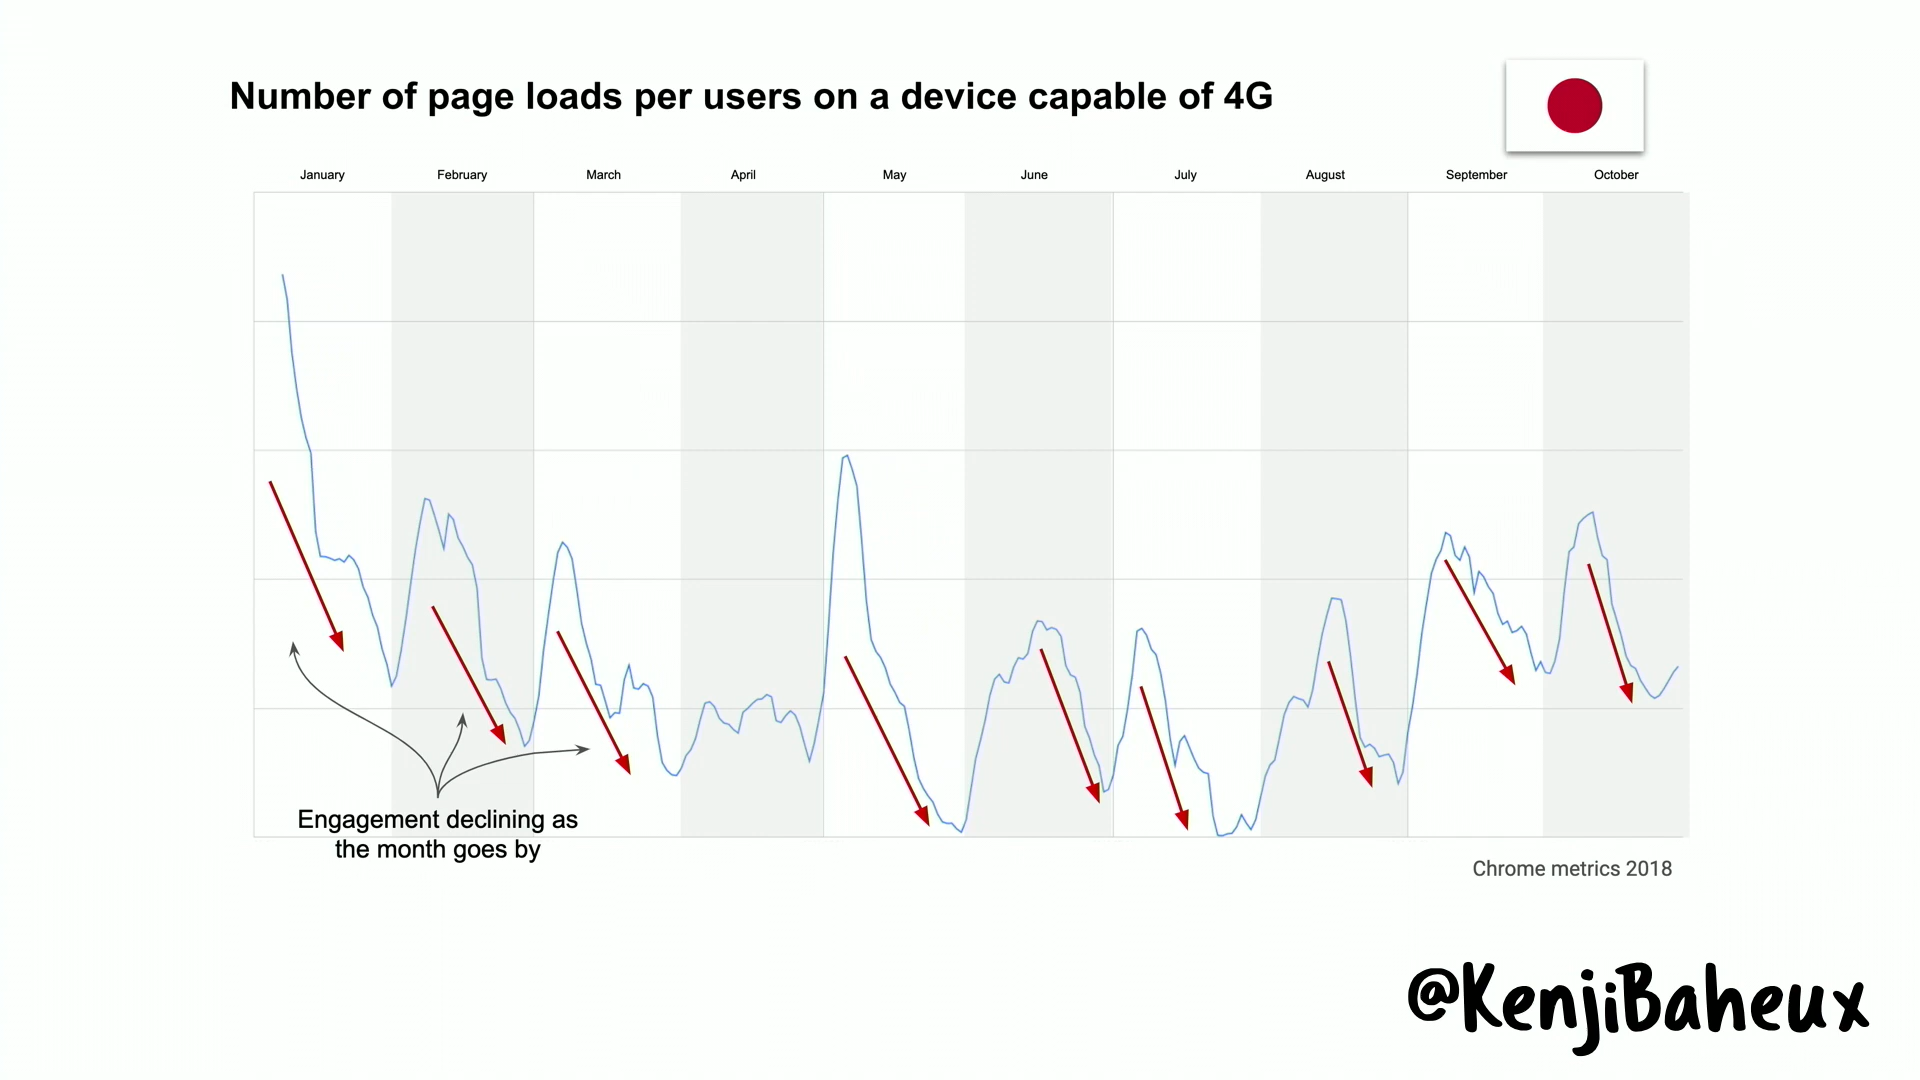 Number of page loads per users on a device capable of 4G
January February March April May June July August September October
Engagement declining as
the month goes by
Chrome metrics 2018
@KenjiBaheux